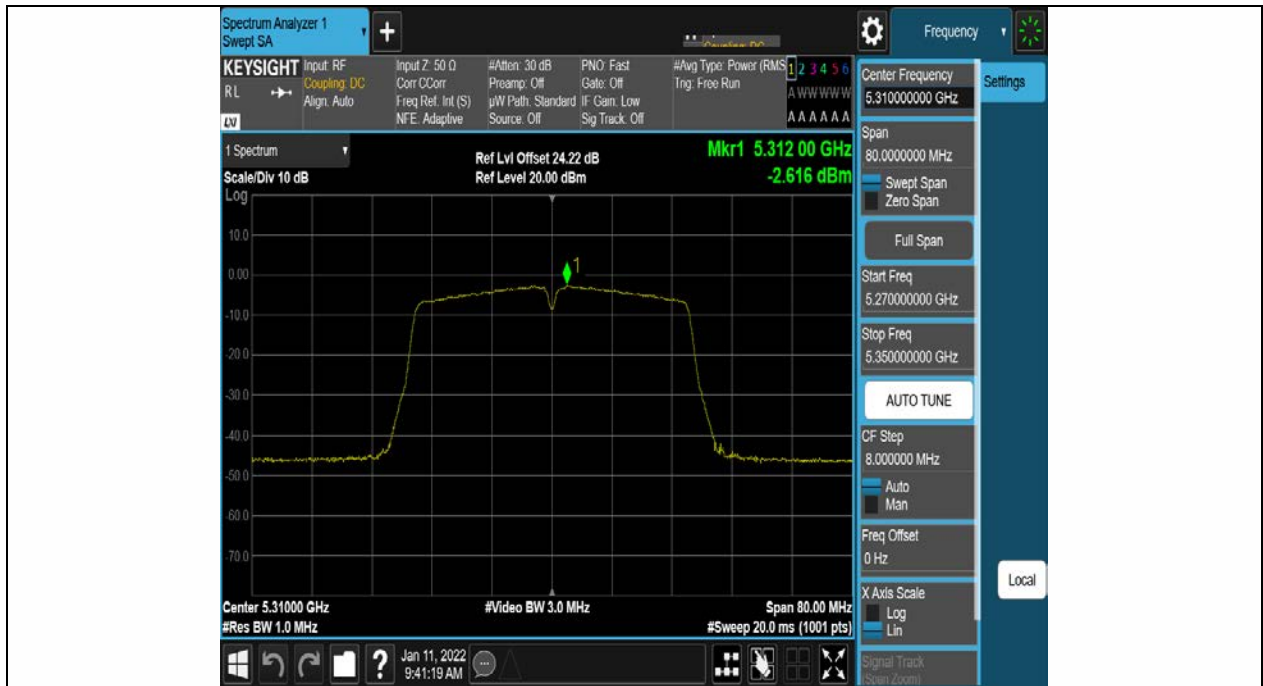 Spectrum Analyzer 1
Swept SA
+
Frequency
KEYSIGHT
RL
LXI
Input: RF
Coupling: DC
Align: Auto
Input Z: 50 Ω
Corr CCorr
Freq Ref: Int (S)
NFE: Adaptive
#Atten: 30 dB
Preamp: Off
µW Path: Standard
Source: Off
PNO: Fast
Gate: Off
IF Gain: Low
Sig Track: Off
#Avg Type: Power (RMS
Trig: Free Run
1 2 3 4 5 6
A W W W W W
A A A A A A
1 Spectrum
Scale/Div 10 dB
Log
Ref Lvl Offset 24.22 dB
Ref Level 20.00 dBm
Mkr1 5.312 00 GHz
-2.616 dBm
10.0
0.00
-10.0
-20.0
-30.0
-40.0
-50.0
-60.0
-70.0
1
Center 5.31000 GHz
#Res BW 1.0 MHz
#Video BW 3.0 MHz
Span 80.00 MHz
#Sweep 20.0 ms (1001 pts)
Center Frequency
5.310000000 GHz
Span
80.0000000 MHz
Swept Span
Zero Span
Full Span
Start Freq
5.270000000 GHz
Stop Freq
5.350000000 GHz
AUTO TUNE
CF Step
8.000000 MHz
Auto
Man
Freq Offset
0 Hz
X Axis Scale
Log
Lin
Signal Track
(Span Zoom)
Settings
Local
?
Jan 11, 2022
9:41:19 AM